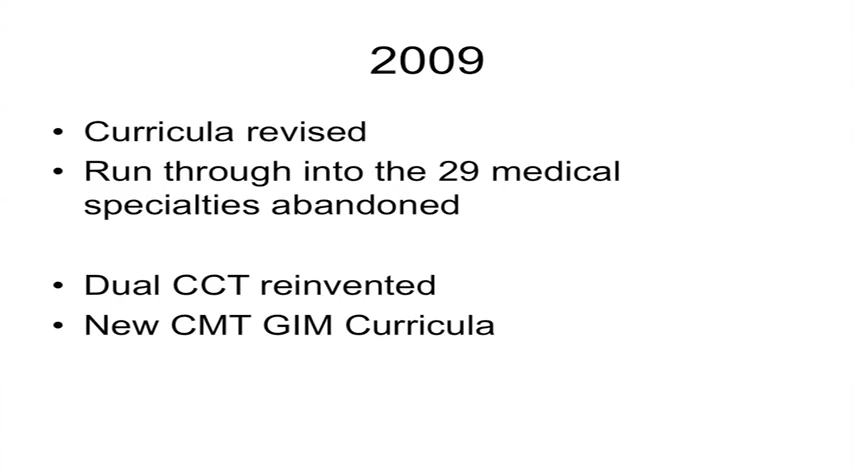 2009
• Curricula revised
• Run through into the 29 medical
specialties abandoned
• Dual CCT reinvented
• New CMT GIM Curricula